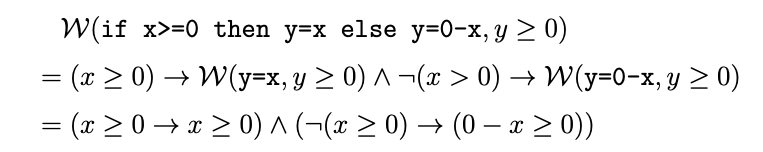 𝒲(if x>=0 then y=x else y=0-x, y ≥ 0)
= (x ≥ 0) → 𝒲(y=x, y ≥ 0) ∧ ¬(x > 0) → 𝒲(y=0-x, y ≥ 0)
= (x ≥ 0 → x ≥ 0) ∧ (¬(x ≥ 0) → (0 − x ≥ 0))